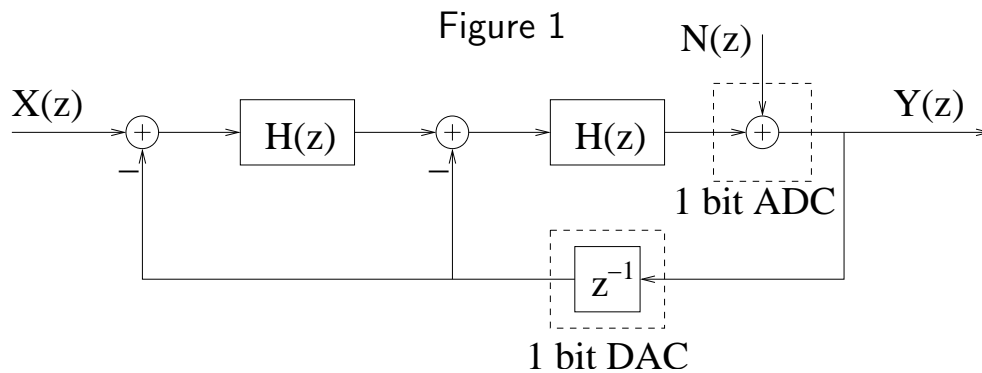 Figure 1
N(z)
X(z)
Y(z)
+
H(z)
+
H(z)
+
−
−
1 bit ADC
z⁻¹
1 bit DAC